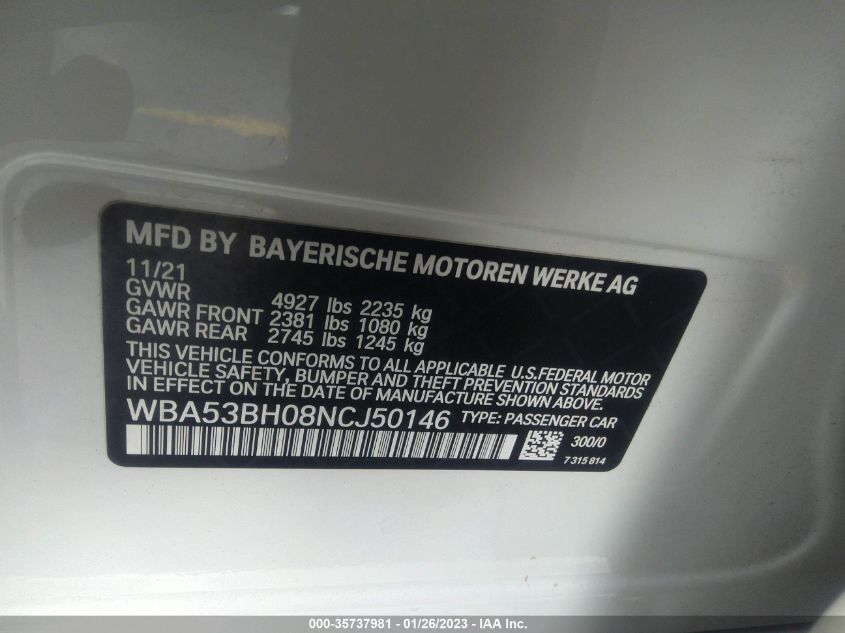 MFD BY BAYERISCHE MOTOREN WERKE AG
11/21
GVWR 4927 lbs 2235 kg
GAWR FRONT 2381 lbs 1080 kg
GAWR REAR 2745 lbs 1245 kg
THIS VEHICLE CONFORMS TO ALL APPLICABLE U.S.FEDERAL MOTOR
VEHICLE SAFETY, BUMPER AND THEFT PREVENTION STANDARDS
IN EFFECT ON THE DATE OF MANUFACTURE SHOWN ABOVE.
WBA53BH08NCJ50146 TYPE: PASSENGER CAR
300/0
7315814
000-35737981 - 01/26/2023 - IAA Inc.